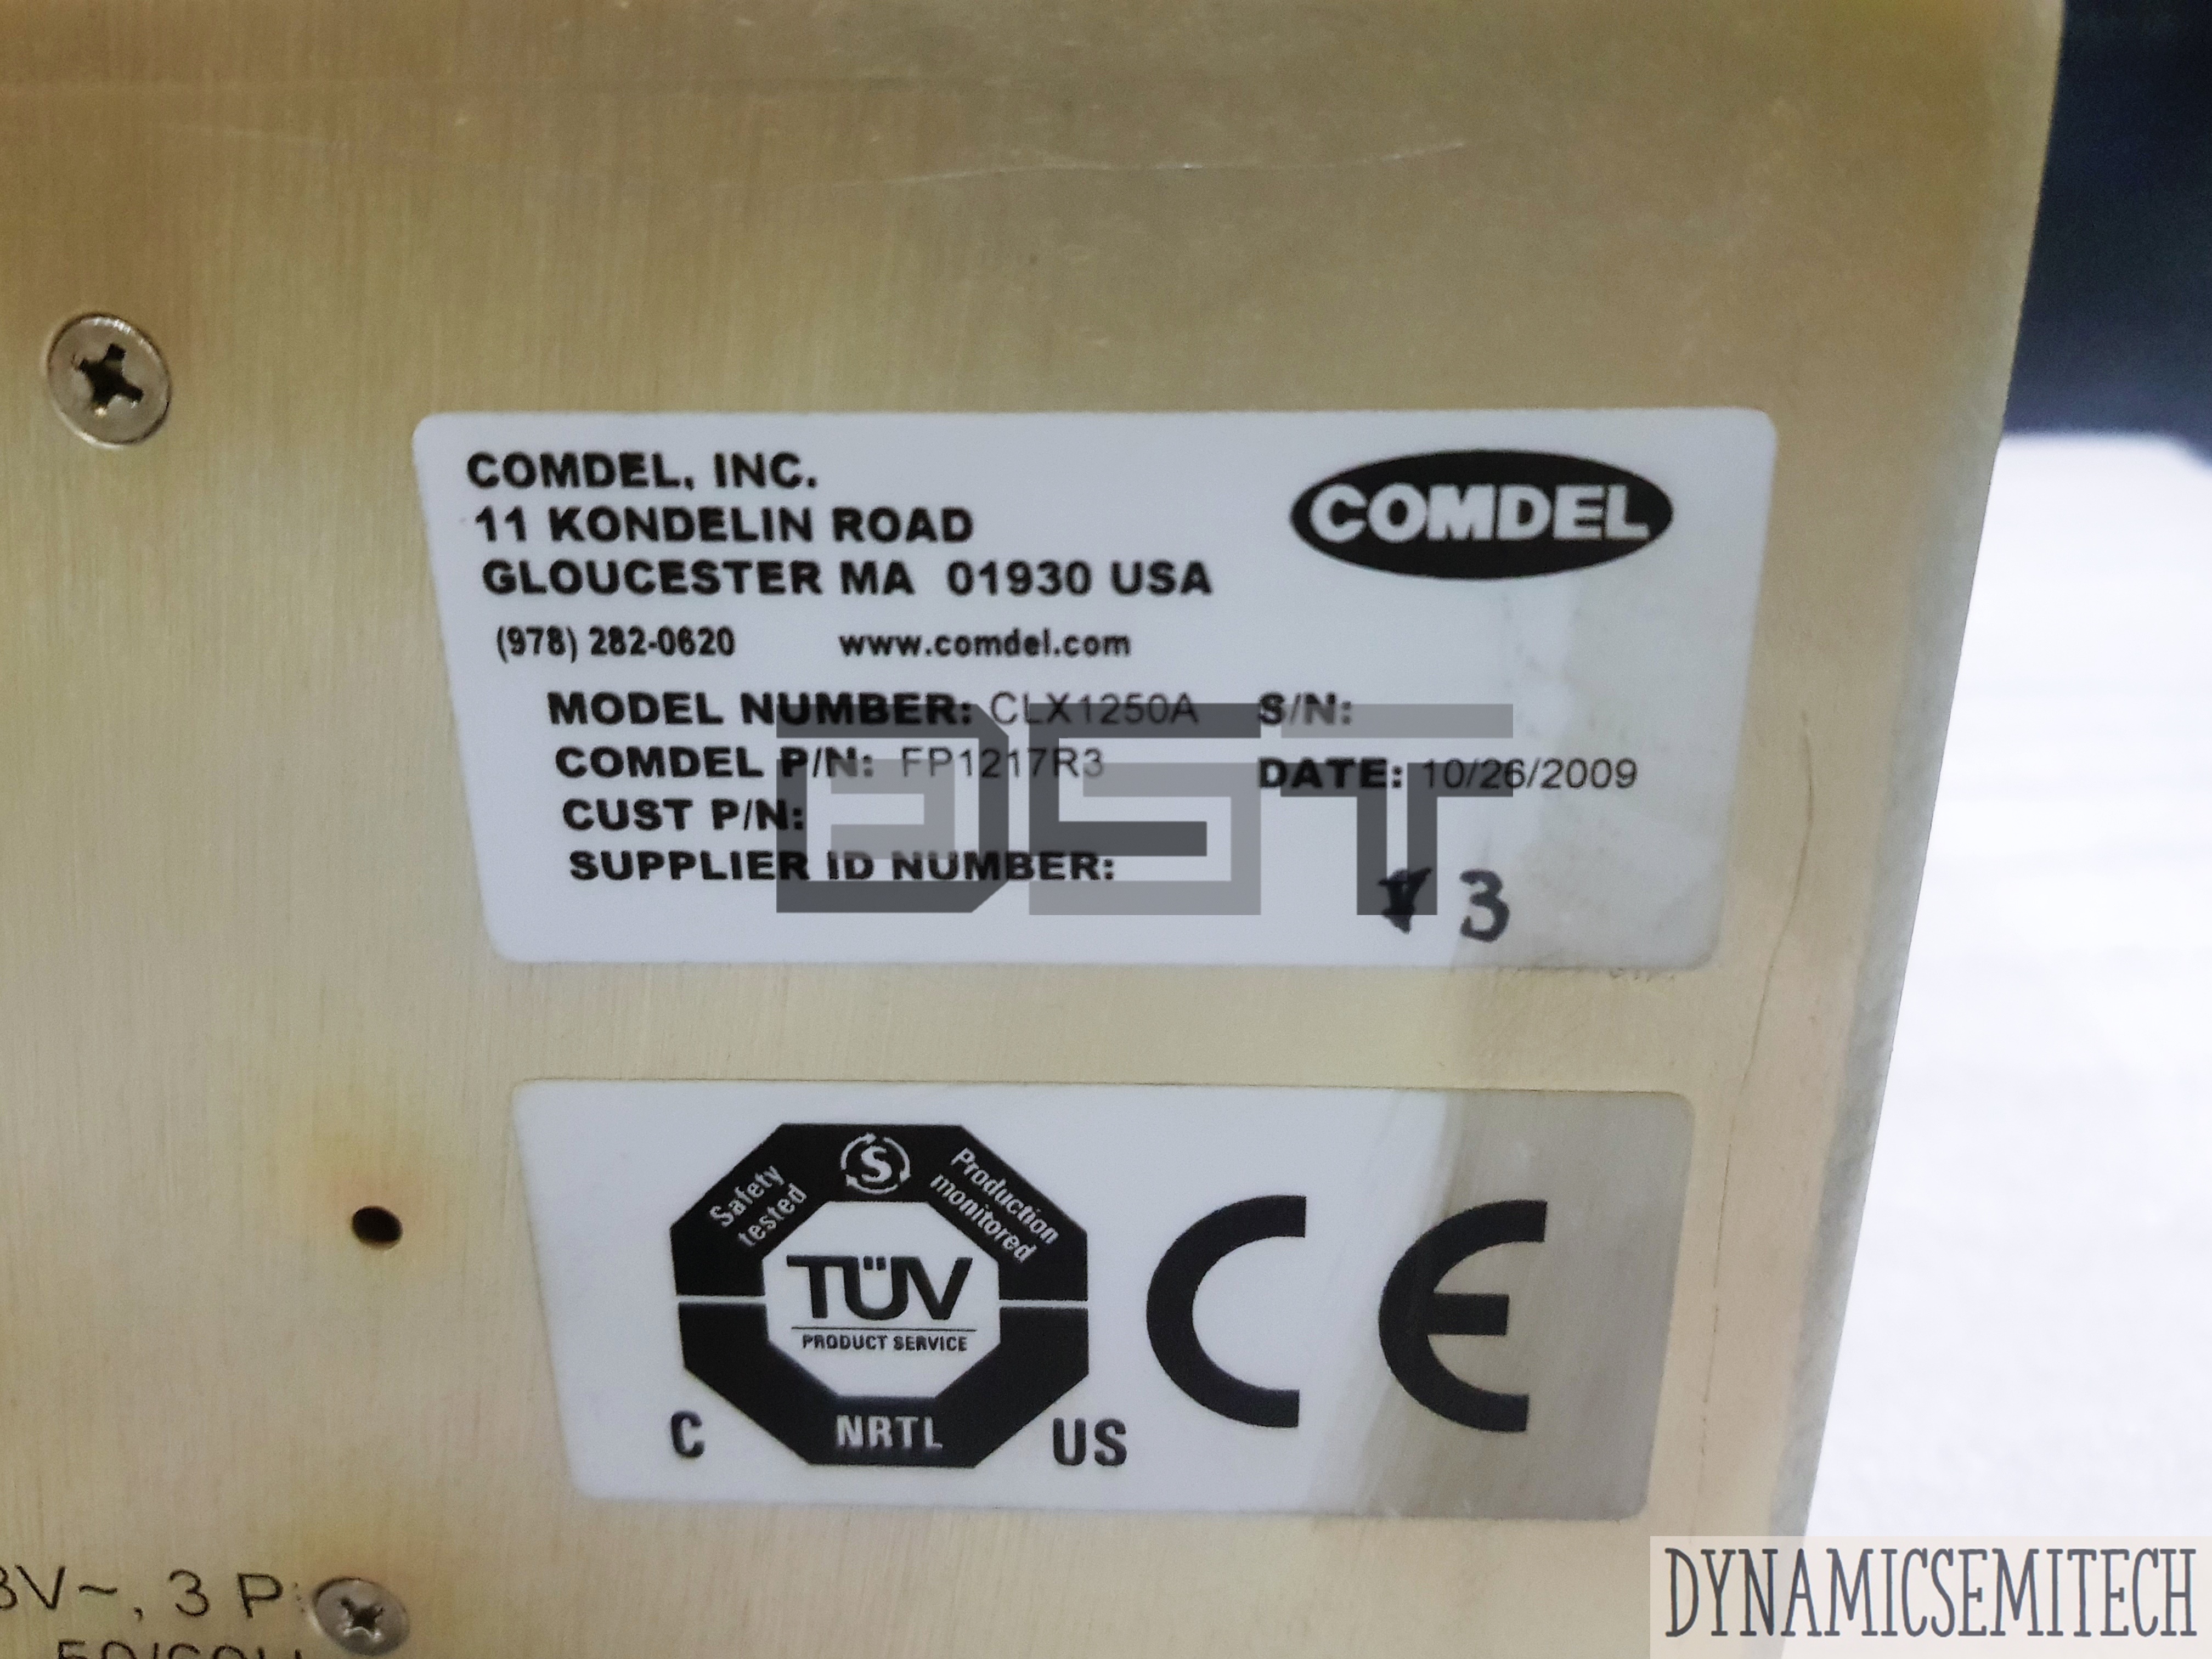 COMDEL, INC.
11 KONDELIN ROAD
GLOUCESTER MA 01930 USA
COMDEL
(978) 282-0620 www.comdel.com
MODEL NUMBER: CLX1250A S/N:
COMDEL P/N: FP1217R3
DATE: 10/26/2009
CUST P/N:
SUPPLIER ID NUMBER:
3
DST
Safety tested
S
Production monitored
TÜV
PRODUCT SERVICE
C NRTL US
CE
V~, 3 P
DYNAMICSEMITECH